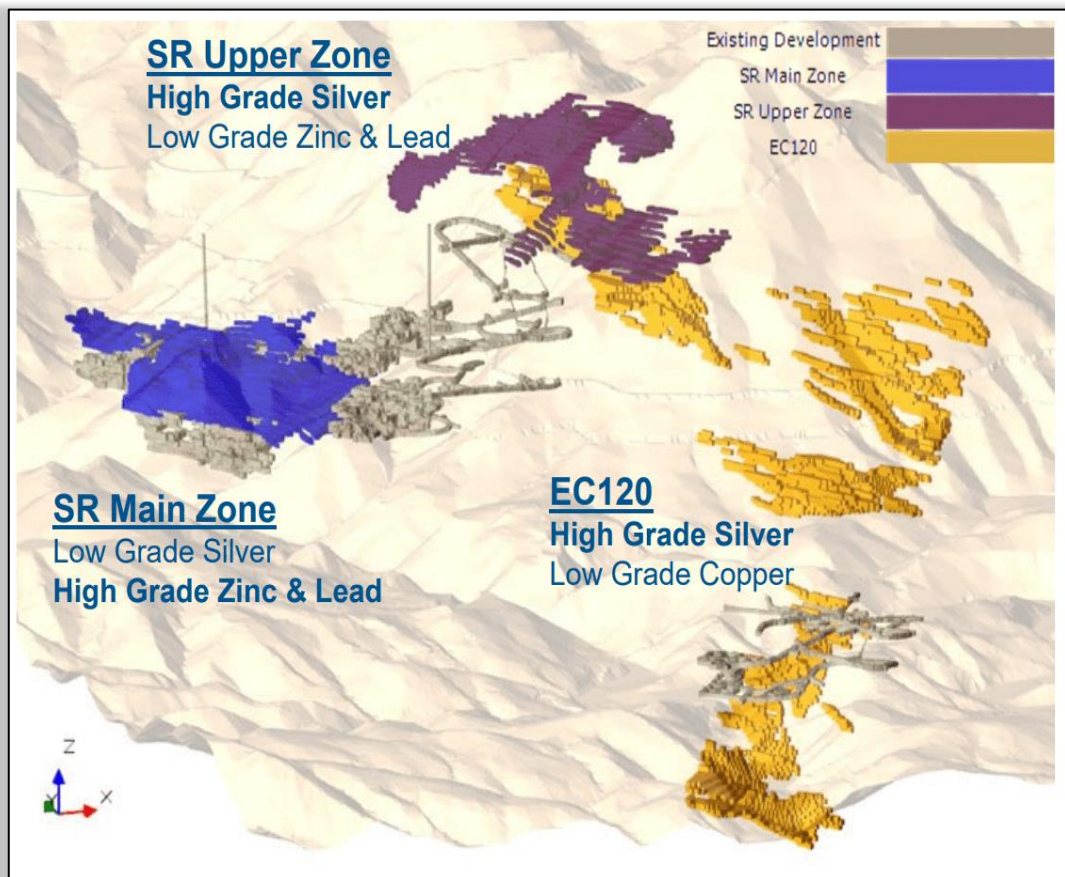 SR Upper Zone
High Grade Silver
Low Grade Zinc & Lead
Existing Development
SR Main Zone
SR Upper Zone
EC120
SR Main Zone
Low Grade Silver
High Grade Zinc & Lead
EC120
High Grade Silver
Low Grade Copper
Z
Y
X